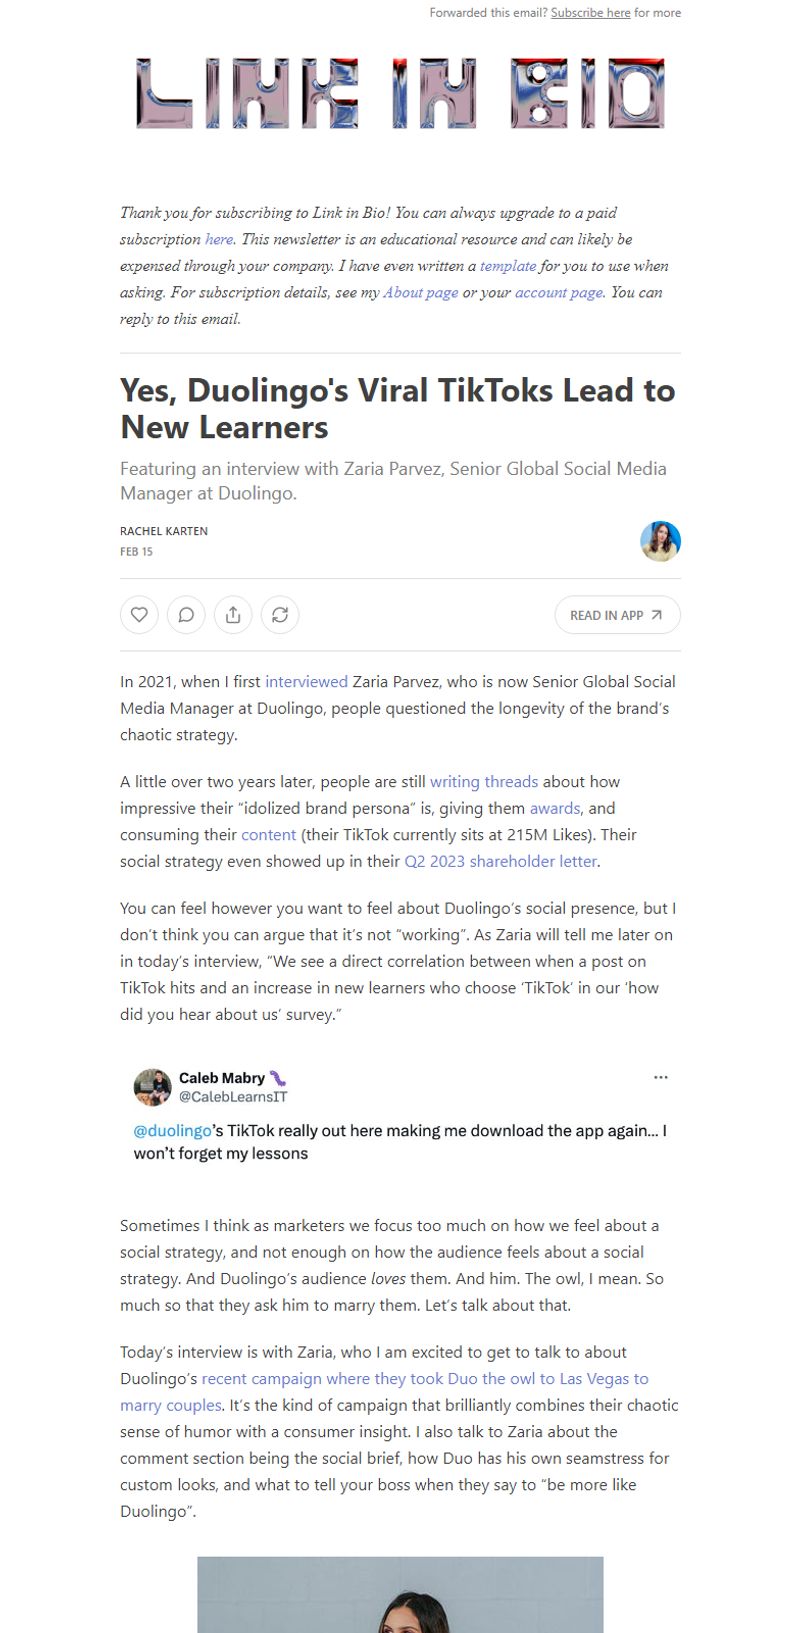 Forwarded this email? Subscribe here for more
LINK IN BIO
Thank you for subscribing to Link in Bio! You can always upgrade to a paid
subscription here. This newsletter is an educational resource and can likely be
expensed through your company. I have even written a template for you to use when
asking. For subscription details, see my About page or your account page. You can
reply to this email.
Yes, Duolingo's Viral TikToks Lead to
New Learners
Featuring an interview with Zaria Parvez, Senior Global Social Media
Manager at Duolingo.
RACHEL KARTEN
FEB 15
READ IN APP
In 2021, when I first interviewed Zaria Parvez, who is now Senior Global Social
Media Manager at Duolingo, people questioned the longevity of the brand’s
chaotic strategy.
A little over two years later, people are still writing threads about how
impressive their “idolized brand persona” is, giving them awards, and
consuming their content (their TikTok currently sits at 215M Likes). Their
social strategy even showed up in their Q2 2023 shareholder letter.
You can feel however you want to feel about Duolingo’s social presence, but I
don’t think you can argue that it’s not “working”. As Zaria will tell me later on
in today’s interview, “We see a direct correlation between when a post on
TikTok hits and an increase in new learners who choose ‘TikTok’ in our ‘how
did you hear about us’ survey.”
Caleb Mabry
@CalebLearnsIT
@duolingo’s TikTok really out here making me download the app again... I
won’t forget my lessons
Sometimes I think as marketers we focus too much on how we feel about a
social strategy, and not enough on how the audience feels about a social
strategy. And Duolingo’s audience loves them. And him. The owl, I mean. So
much so that they ask him to marry them. Let’s talk about that.
Today’s interview is with Zaria, who I am excited to get to talk to about
Duolingo’s recent campaign where they took Duo the owl to Las Vegas to
marry couples. It’s the kind of campaign that brilliantly combines their chaotic
sense of humor with a consumer insight. I also talk to Zaria about the
comment section being the social brief, how Duo has his own seamstress for
custom looks, and what to tell your boss when they say to “be more like
Duolingo”.